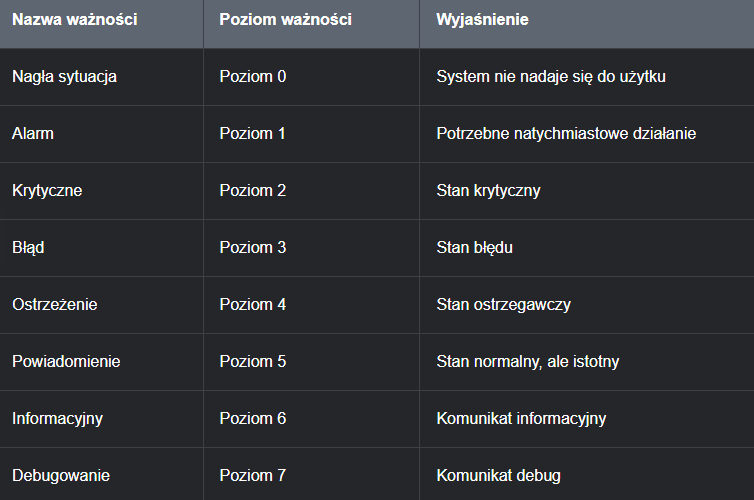 Nazwa ważności Poziom ważności Wyjaśnienie
Nagła sytuacja Poziom 0 System nie nadaje się do użytku
Alarm Poziom 1 Potrzebne natychmiastowe działanie
Krytyczne Poziom 2 Stan krytyczny
Błąd Poziom 3 Stan błędu
Ostrzeżenie Poziom 4 Stan ostrzegawczy
Powiadomienie Poziom 5 Stan normalny, ale istotny
Informacyjny Poziom 6 Komunikat informacyjny
Debugowanie Poziom 7 Komunikat debug